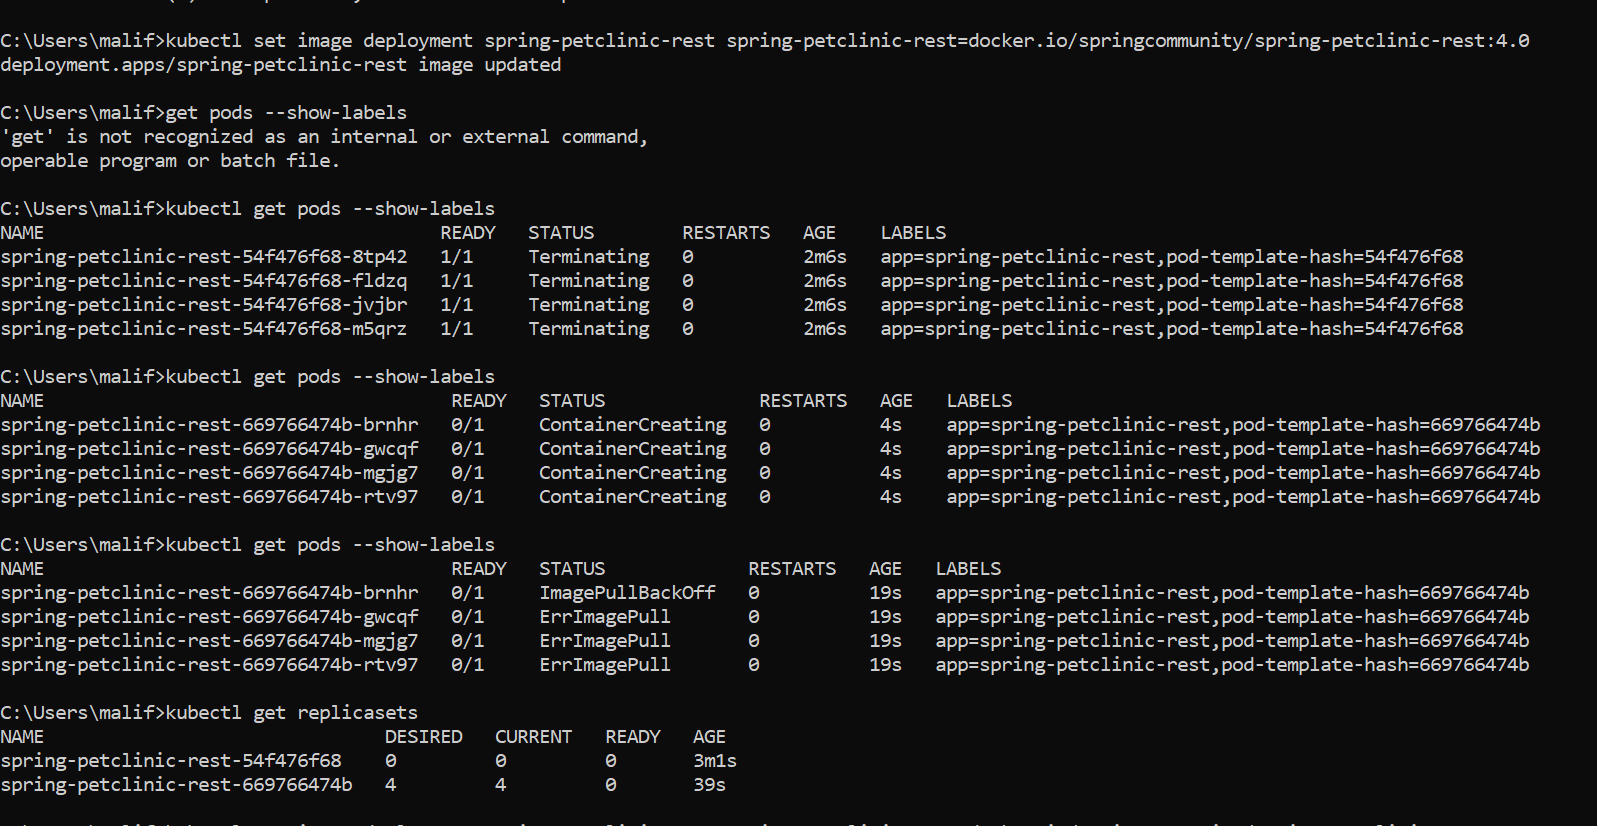 C:\Users\malif>kubectl set image deployment spring-petclinic-rest spring-petclinic-rest=docker.io/springcommunity/spring-petclinic-rest:4.0
deployment.apps/spring-petclinic-rest image updated
C:\Users\malif>get pods --show-labels
'get' is not recognized as an internal or external command,
operable program or batch file.
C:\Users\malif>kubectl get pods --show-labels
NAME READY STATUS RESTARTS AGE LABELS
spring-petclinic-rest-54f476f68-8tp42 1/1 Terminating 0 2m6s app=spring-petclinic-rest,pod-template-hash=54f476f68
spring-petclinic-rest-54f476f68-fldzq 1/1 Terminating 0 2m6s app=spring-petclinic-rest,pod-template-hash=54f476f68
spring-petclinic-rest-54f476f68-jvjbr 1/1 Terminating 0 2m6s app=spring-petclinic-rest,pod-template-hash=54f476f68
spring-petclinic-rest-54f476f68-m5qrz 1/1 Terminating 0 2m6s app=spring-petclinic-rest,pod-template-hash=54f476f68
C:\Users\malif>kubectl get pods --show-labels
NAME READY STATUS RESTARTS AGE LABELS
spring-petclinic-rest-669766474b-brnhr 0/1 ContainerCreating 0 4s app=spring-petclinic-rest,pod-template-hash=669766474b
spring-petclinic-rest-669766474b-gwcqf 0/1 ContainerCreating 0 4s app=spring-petclinic-rest,pod-template-hash=669766474b
spring-petclinic-rest-669766474b-mgjg7 0/1 ContainerCreating 0 4s app=spring-petclinic-rest,pod-template-hash=669766474b
spring-petclinic-rest-669766474b-rtv97 0/1 ContainerCreating 0 4s app=spring-petclinic-rest,pod-template-hash=669766474b
C:\Users\malif>kubectl get pods --show-labels
NAME READY STATUS RESTARTS AGE LABELS
spring-petclinic-rest-669766474b-brnhr 0/1 ImagePullBackOff 0 19s app=spring-petclinic-rest,pod-template-hash=669766474b
spring-petclinic-rest-669766474b-gwcqf 0/1 ErrImagePull 0 19s app=spring-petclinic-rest,pod-template-hash=669766474b
spring-petclinic-rest-669766474b-mgjg7 0/1 ErrImagePull 0 19s app=spring-petclinic-rest,pod-template-hash=669766474b
spring-petclinic-rest-669766474b-rtv97 0/1 ErrImagePull 0 19s app=spring-petclinic-rest,pod-template-hash=669766474b
C:\Users\malif>kubectl get replicasets
NAME DESIRED CURRENT READY AGE
spring-petclinic-rest-54f476f68 0 0 0 3m1s
spring-petclinic-rest-669766474b 4 4 0 39s